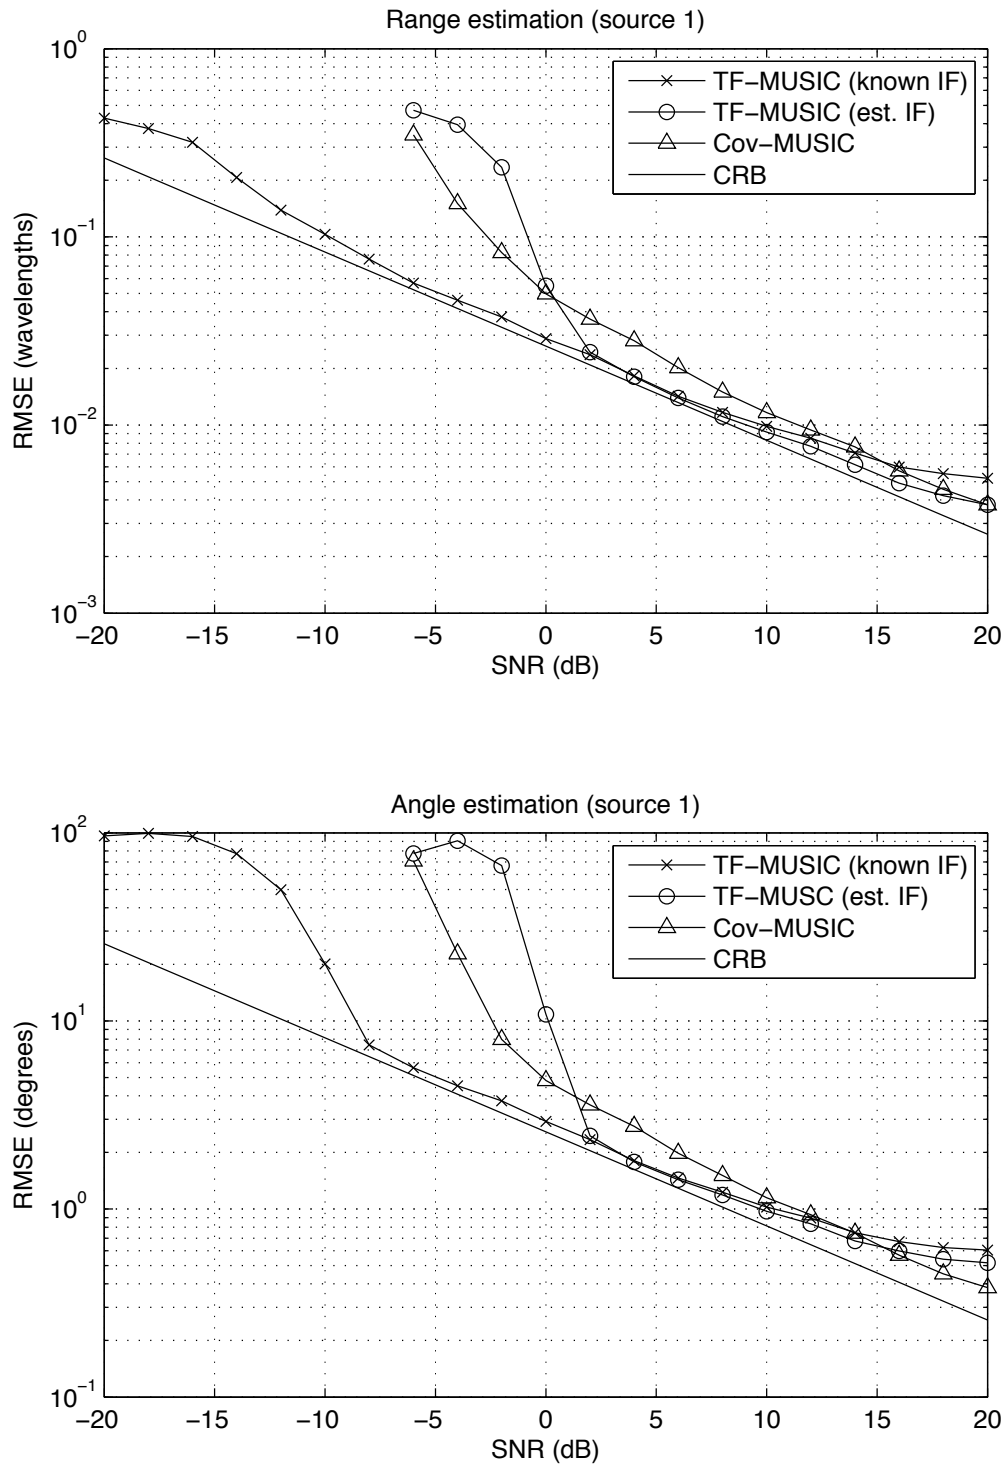 Range estimation (source 1)
10^0
10^-1
10^-2
10^-3
RMSE (wavelengths)
TF-MUSIC (known IF)
TF-MUSIC (est. IF)
Cov-MUSIC
CRB
-20 -15 -10 -5 0 5 10 15 20
SNR (dB)
Angle estimation (source 1)
10^2
10^1
10^0
10^-1
RMSE (degrees)
TF-MUSIC (known IF)
TF-MUSC (est. IF)
Cov-MUSIC
CRB
-20 -15 -10 -5 0 5 10 15 20
SNR (dB)